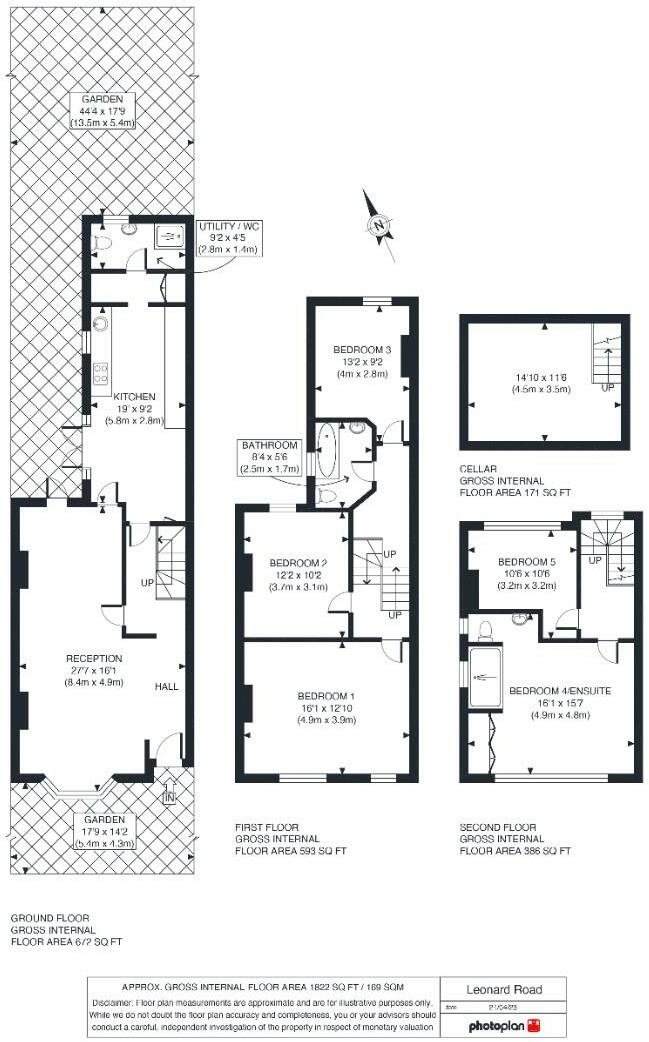 GARDEN
44'4 x 17'9
(13.5m x 5.4m)
UTILITY / WC
9'2 x 4'5
(2.8m x 1.4m)
KITCHEN
19' x 9'2
(5.8m x 2.8m)
UP
RECEPTION
27'7 x 16'1
(8.4m x 4.9m)
HALL
IN
GARDEN
17'9 x 14'2
(5.4m x 4.3m)
GROUND FLOOR
GROSS INTERNAL
FLOOR AREA 672 SQ FT
N
BEDROOM 3
13'2 x 9'2
(4m x 2.8m)
BATHROOM
8'4 x 5'6
(2.5m x 1.7m)
BEDROOM 2
12'2 x 10'2
(3.7m x 3.1m)
UP
UP
BEDROOM 1
16'1 x 12'10
(4.9m x 3.9m)
FIRST FLOOR
GROSS INTERNAL
FLOOR AREA 593 SQ FT
14'10 x 11'6
(4.5m x 3.5m)
UP
CELLAR
GROSS INTERNAL
FLOOR AREA 171 SQ FT
BEDROOM 5
10'6 x 10'6
(3.2m x 3.2m)
UP
BEDROOM 4/ENSUITE
16'1 x 15'7
(4.9m x 4.8m)
SECOND FLOOR
GROSS INTERNAL
FLOOR AREA 386 SQ FT
APPROX. GROSS INTERNAL FLOOR AREA 1822 SQ FT / 169 SQM
Disclaimer: Floor plan measurements are approximate and are for illustrative purposes only.
While we do not doubt the floor plan accuracy and completeness, you or your advisors should
conduct a careful, independent investigation of the property in respect of monetary valuation
Leonard Road
date 21/04/23
photoplan